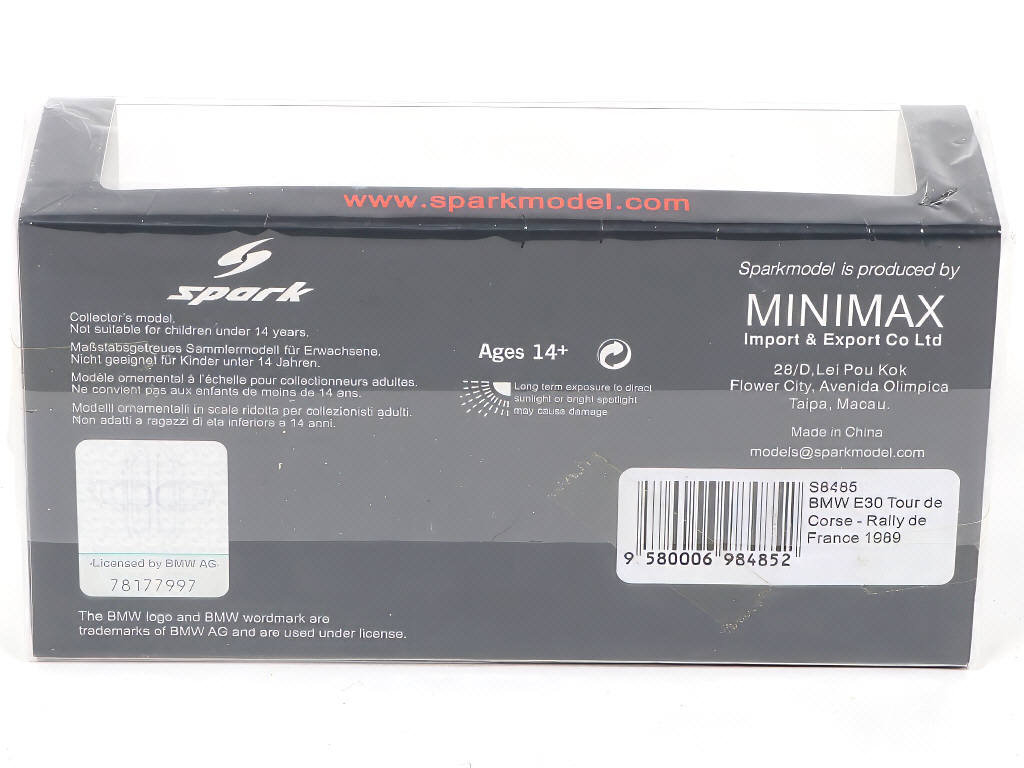 www.sparkmodel.com
spark
Collector's model.
Not suitable for children under 14 years.
Maßstabsgetreues Sammlermodell für Erwachsene.
Nicht geeignet für Kinder unter 14 Jahren.
Modèle ornemental à l'échelle pour collectionneurs adultes.
Ne convient pas aux enfants de moins de 14 ans.
Modelli ornamentalli in scale ridotta per collezionisti adulti.
Non adatti a ragazzi di eta inferiore a 14 anni.
Licensed by BMW AG
78177997
The BMW logo and BMW wordmark are
trademarks of BMW AG and are used under license.
Ages 14+
Long term exposure to direct
sunlight or bright spotlight
may cause damage
Sparkmodel is produced by
MINIMAX
Import & Export Co Ltd
28/D,Lei Pou Kok
Flower City, Avenida Olimpica
Taipa, Macau.
Made in China
models@sparkmodel.com
S8485
BMW E30 Tour de
Corse - Rally de
France 1989
9 580006 984852